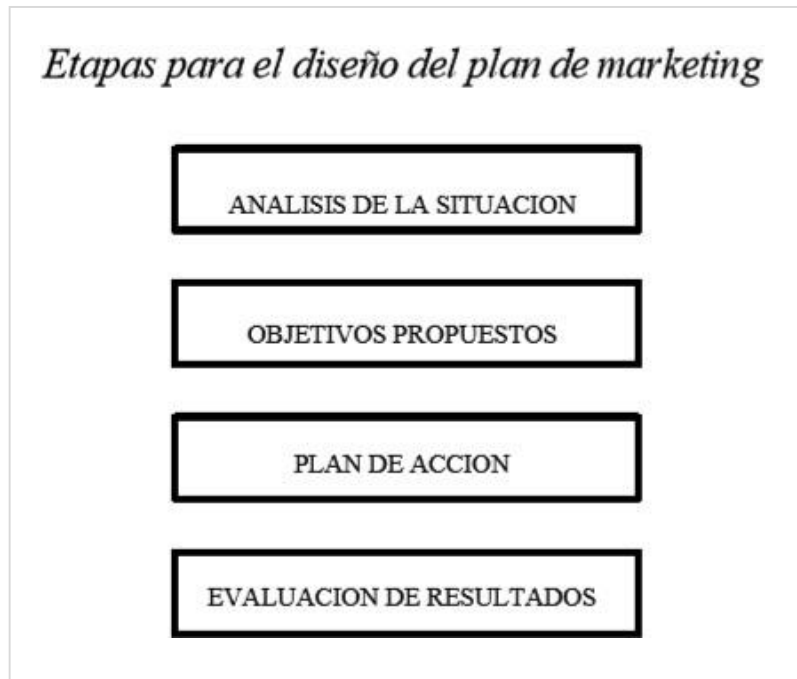 Etapas para el diseño del plan de marketing
ANALISIS DE LA SITUACION
OBJETIVOS PROPUESTOS
PLAN DE ACCION
EVALUACION DE RESULTADOS